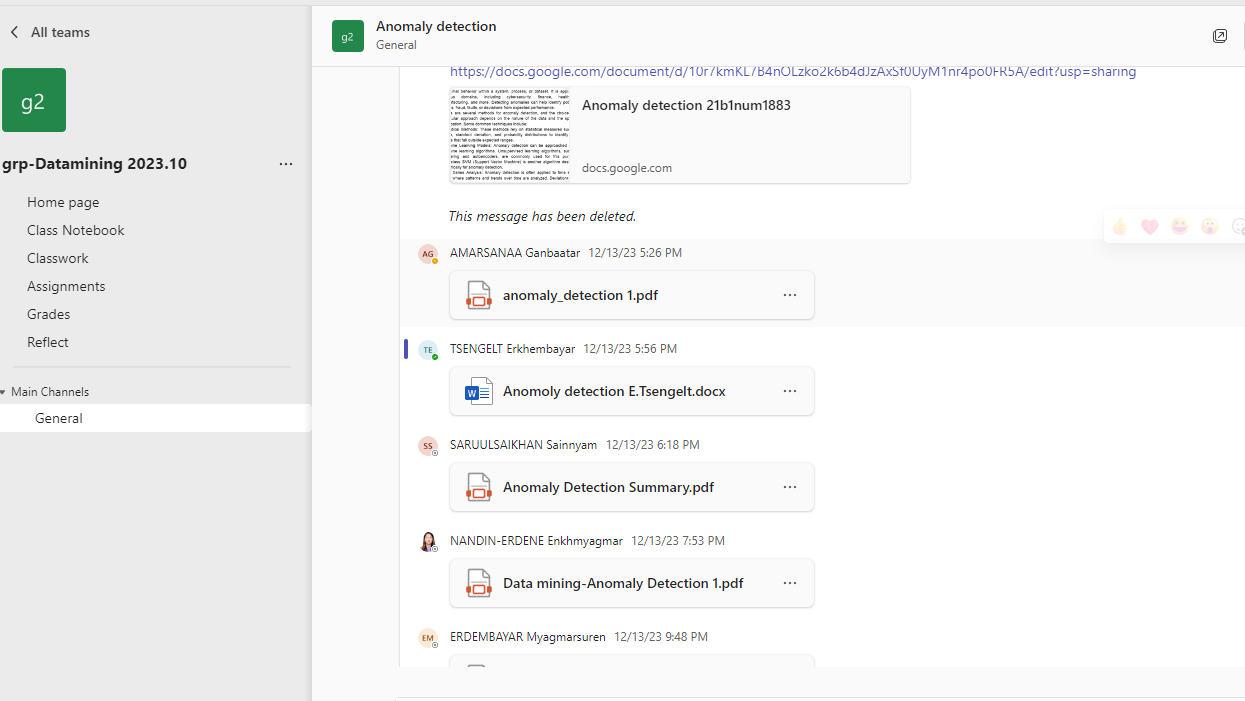 All teams
g2
grp-Datamining 2023.10
Home page
Class Notebook
Classwork
Assignments
Grades
Reflect
Main Channels
General
g2
Anomaly detection
General
https://docs.google.com/document/d/10r7kmKL7B4nOLzko2k6b4dJzAxSf0UyM1nr4po0FR5A/edit?usp=sharing
Anomaly detection 21b1num1883
docs.google.com
This message has been deleted.
AG AMARSANAA Ganbaatar 12/13/23 5:26 PM
anomaly_detection 1.pdf
TE TSENGELT Erkhembayar 12/13/23 5:56 PM
W Anomoly detection E.Tsengelt.docx
SS SARUULSAIKHAN Sainnyam 12/13/23 6:18 PM
Anomaly Detection Summary.pdf
NANDIN-ERDENE Enkhmyagmar 12/13/23 7:53 PM
Data mining-Anomaly Detection 1.pdf
EM ERDEMBAYAR Myagmarsuren 12/13/23 9:48 PM